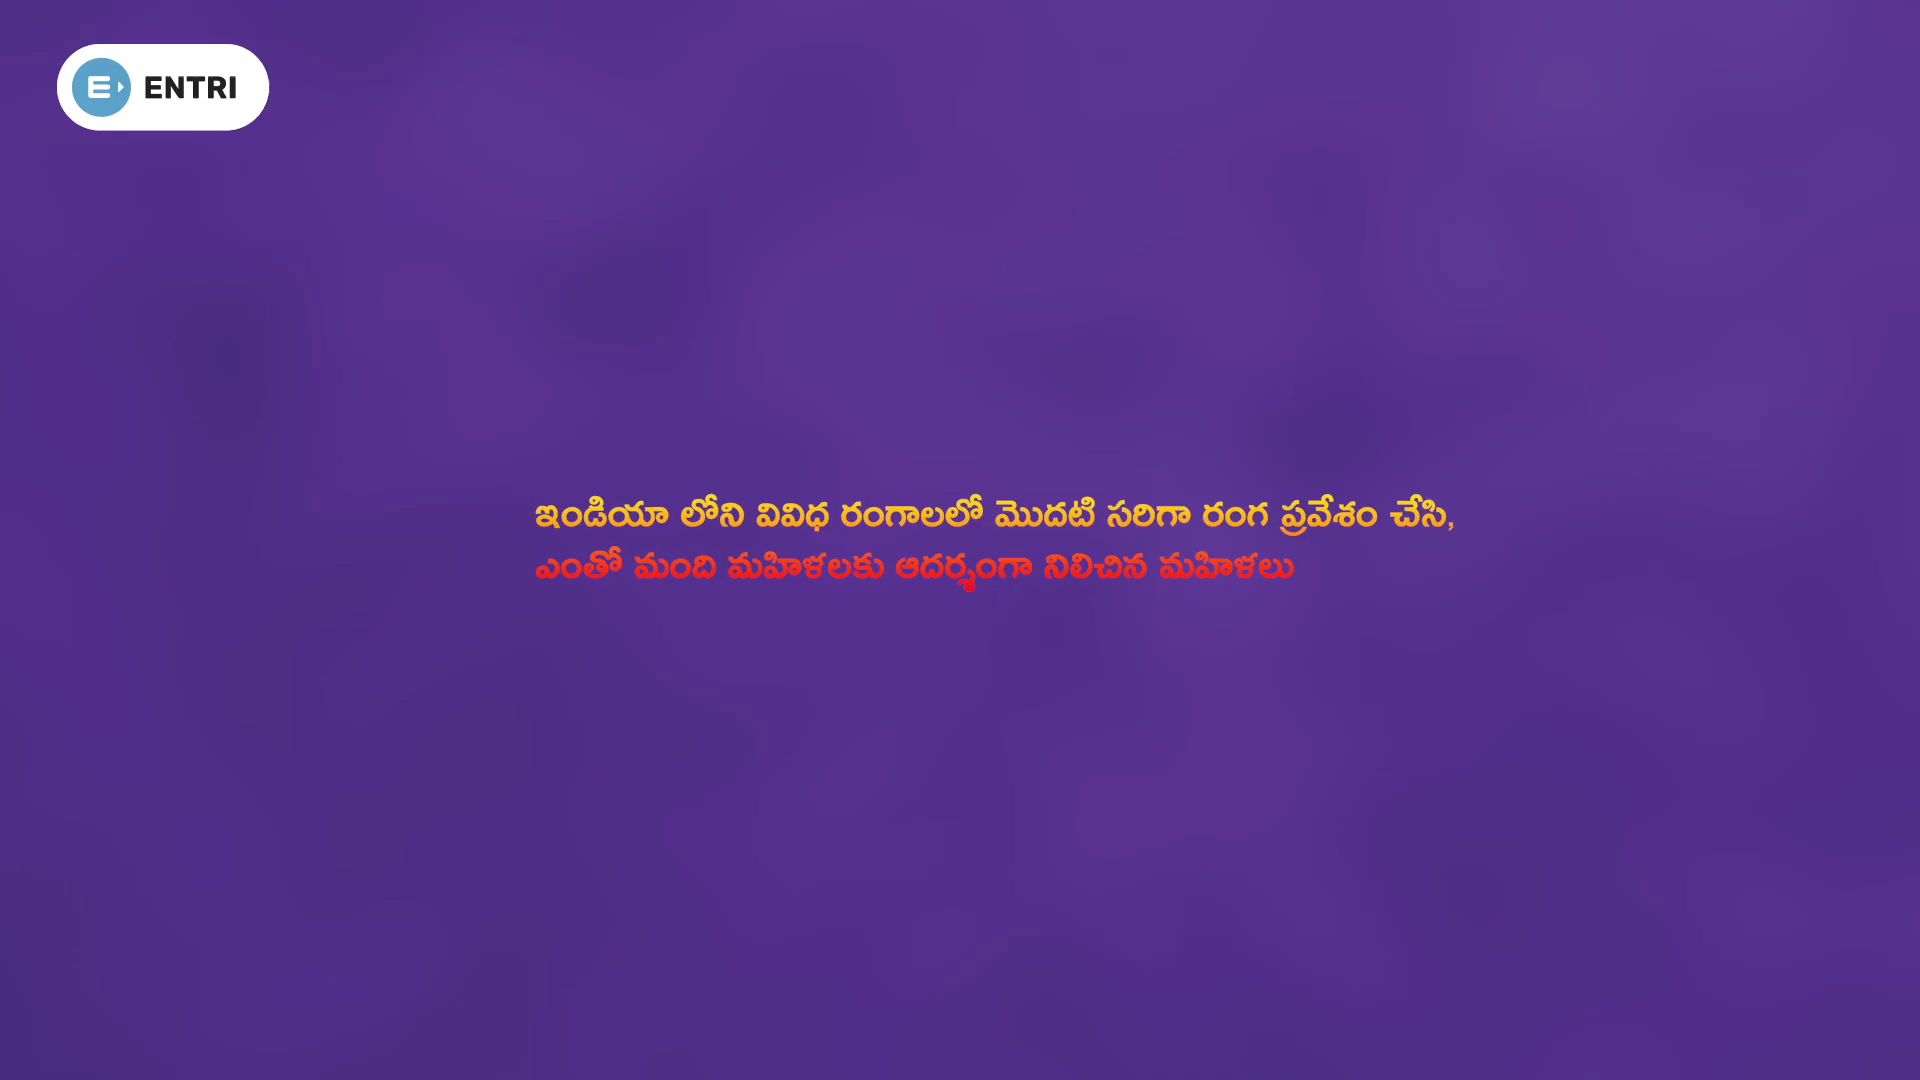 ENTRI
ఇండియా లోని వివిధ రంగాలలో మొదటి సరిగా రంగ ప్రవేశం చేసి,
ఎంతో మంది మహిళలకు ఆదర్శంగా నిలిచిన మహిళలు